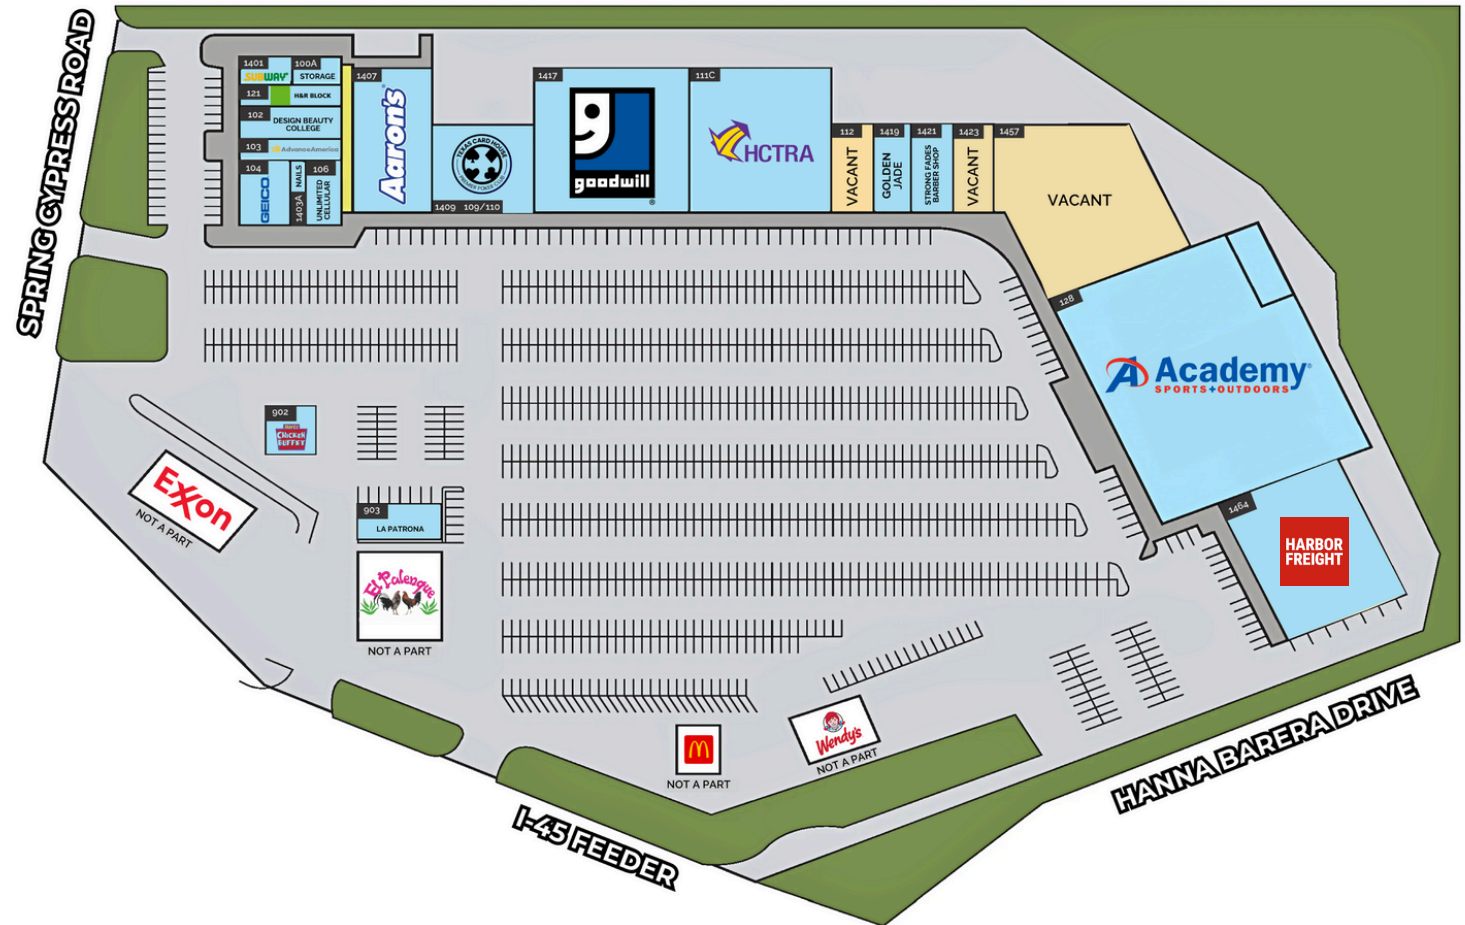 SPRING CYPRESS ROAD
1401
SUBWAY
100A
STORAGE
121
H&R BLOCK
102
DESIGN BEAUTY
COLLEGE
103
AdvanceAmerica
104
GEICO
1403A
NAILS
106
UNLIMITED
CELLULAR
1407
Aaron's
TEXAS CARD HOUSE
PREMIER POKER CLUB
1409 109/110
1417
goodwill
111C
HCTRA
112
VACANT
1419
GOLDEN
JADE
1421
STRONG FADES
BARBER SHOP
1423
VACANT
1457
VACANT
128
Academy
SPORTS+OUTDOORS
1464
HARBOR
FREIGHT
902
CHICKEN
BUFFET
Exxon
NOT A PART
903
LA PATRONA
El Palenque
NOT A PART
NOT A PART
Wendy's
NOT A PART
I-45 FEEDER
HANNA BARERA DRIVE